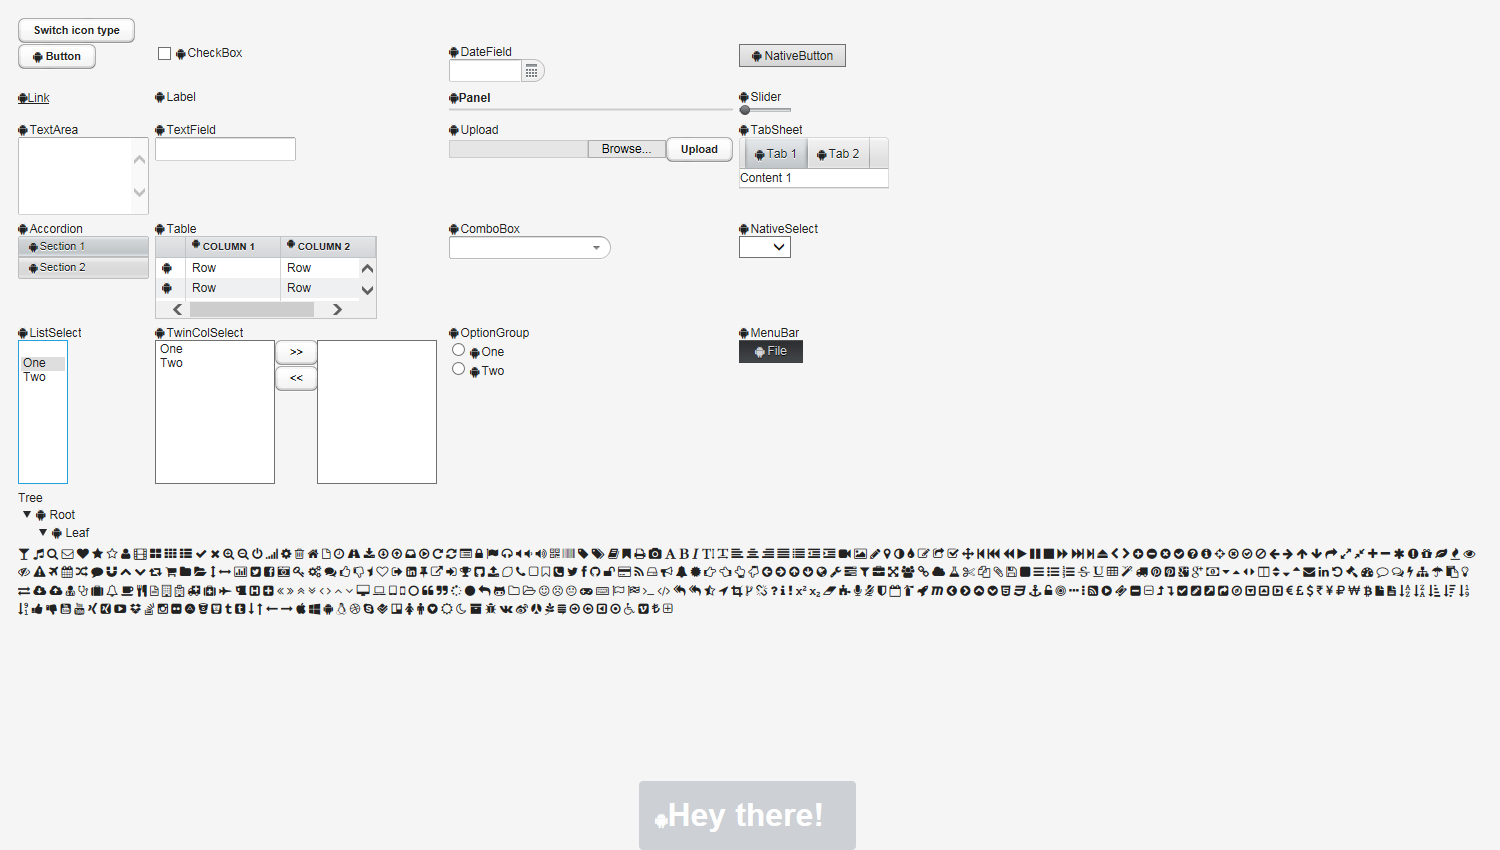 Switch icon type
Button
CheckBox
DateField
NativeButton
Link
Label
Panel
Slider
TextArea
TextField
Upload
Browse...
Upload
TabSheet
Tab 1
Tab 2
Content 1
Accordion
Section 1
Section 2
Table
COLUMN 1
COLUMN 2
Row
Row
Row
Row
ComboBox
NativeSelect
ListSelect
One
Two
TwinColSelect
One
Two
>>
<<
OptionGroup
One
Two
MenuBar
File
Tree
Root
Leaf
Hey there!